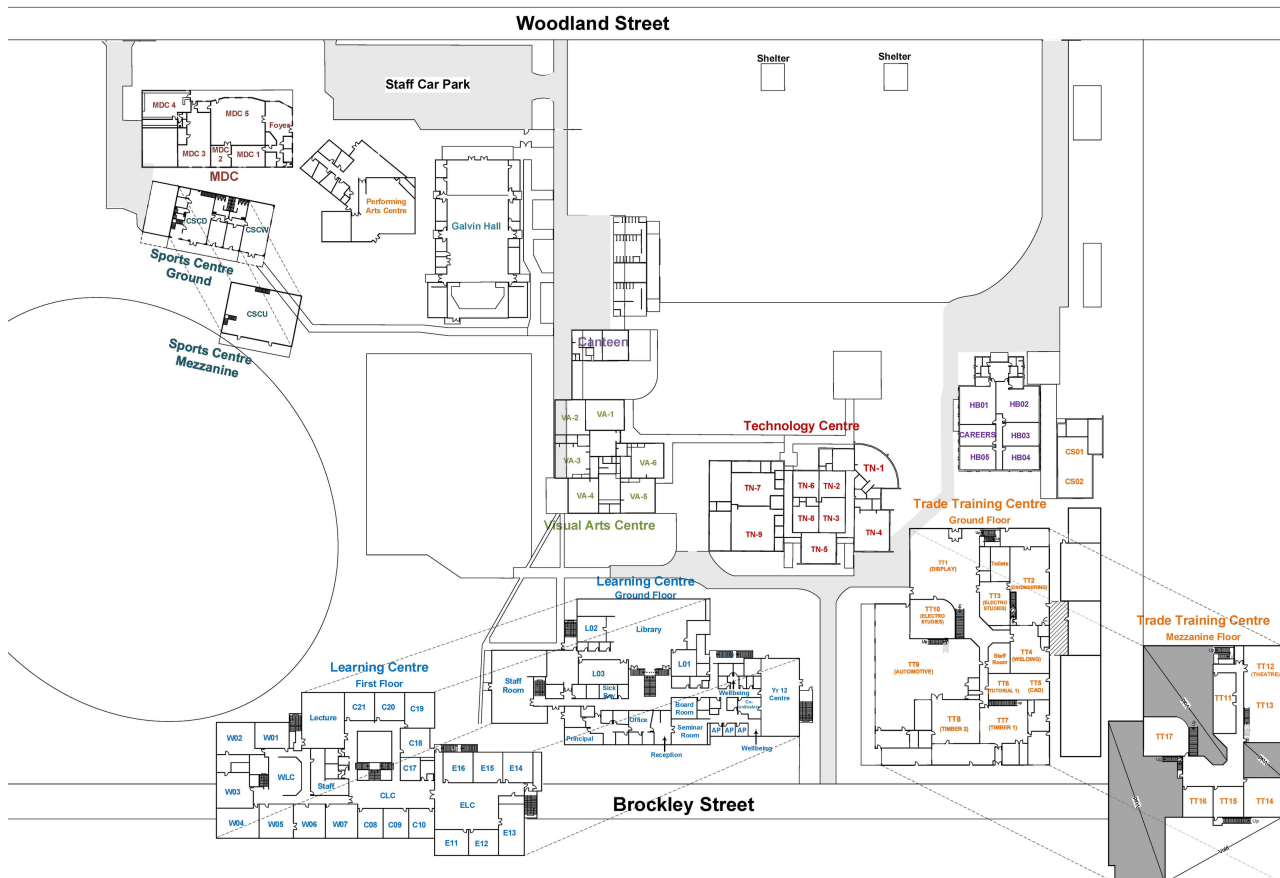 Woodland Street
Shelter
Shelter
Staff Car Park
MDC 4
MDC 5
Foyer
MDC 3
MDC
2
MDC 1
MDC
Performing
Arts Centre
Galvin Hall
CSCD
CSCW
Sports Centre
Ground
CSCU
Sports Centre
Mezzanine
Canteen
VA-2
VA-1
VA-3
VA-6
VA-4
VA-5
Visual Arts Centre
Technology Centre
TN-1
TN-7
TN-6
TN-2
TN-8
TN-3
TN-9
TN-4
TN-5
HB01
HB02
CAREERS
HB03
HB05
HB04
CS01
CS02
Trade Training Centre
Ground Floor
TT1
(DISPLAY)
Toilets
TT2
(ENGINEERING)
TT3
(ELECTRO
STUDIES)
TT10
(ELECTRO
STUDIES)
Up
Staff
Room
TT4
(WELDING)
TT9
(AUTOMOTIVE)
TT6
(TUTORIAL 1)
TT5
(CAD)
TT8
(TIMBER 2)
TT7
(TIMBER 1)
Trade Training Centre
Mezzanine Floor
TT12
(THEATRE)
TT11
TT13
TT17
Void
Void
Void
TT16
TT15
TT14
Up
Void
Learning Centre
Ground Floor
L02
Library
L03
L01
Staff
Room
Sick
Bay
Wellbeing
Yr 12
Centre
Board
Room
Office
Principal
Seminar
Room
AP
AP
AP
Reception
Wellbeing
Learning Centre
First Floor
Lecture
C21
C20
C19
W02
W01
C18
C17
WLC
Staff
W03
CLC
W04
W05
W06
W07
C08
C09
C10
E16
E15
E14
ELC
E13
E11
E12
Brockley Street